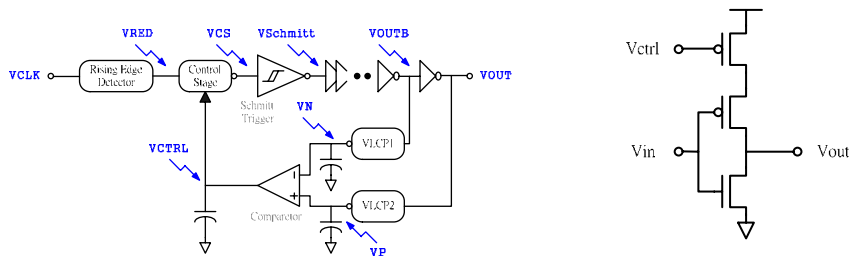 VRED
VCS
VSchmitt
VOUTB
VCLK
Rising Edge
Detector
Control
Stage
VOUT
Schmitt
Trigger
VN
VLCP1
VCTRL
-
+
VLCP2
Comparator
VP
Vctrl
Vin
Vout